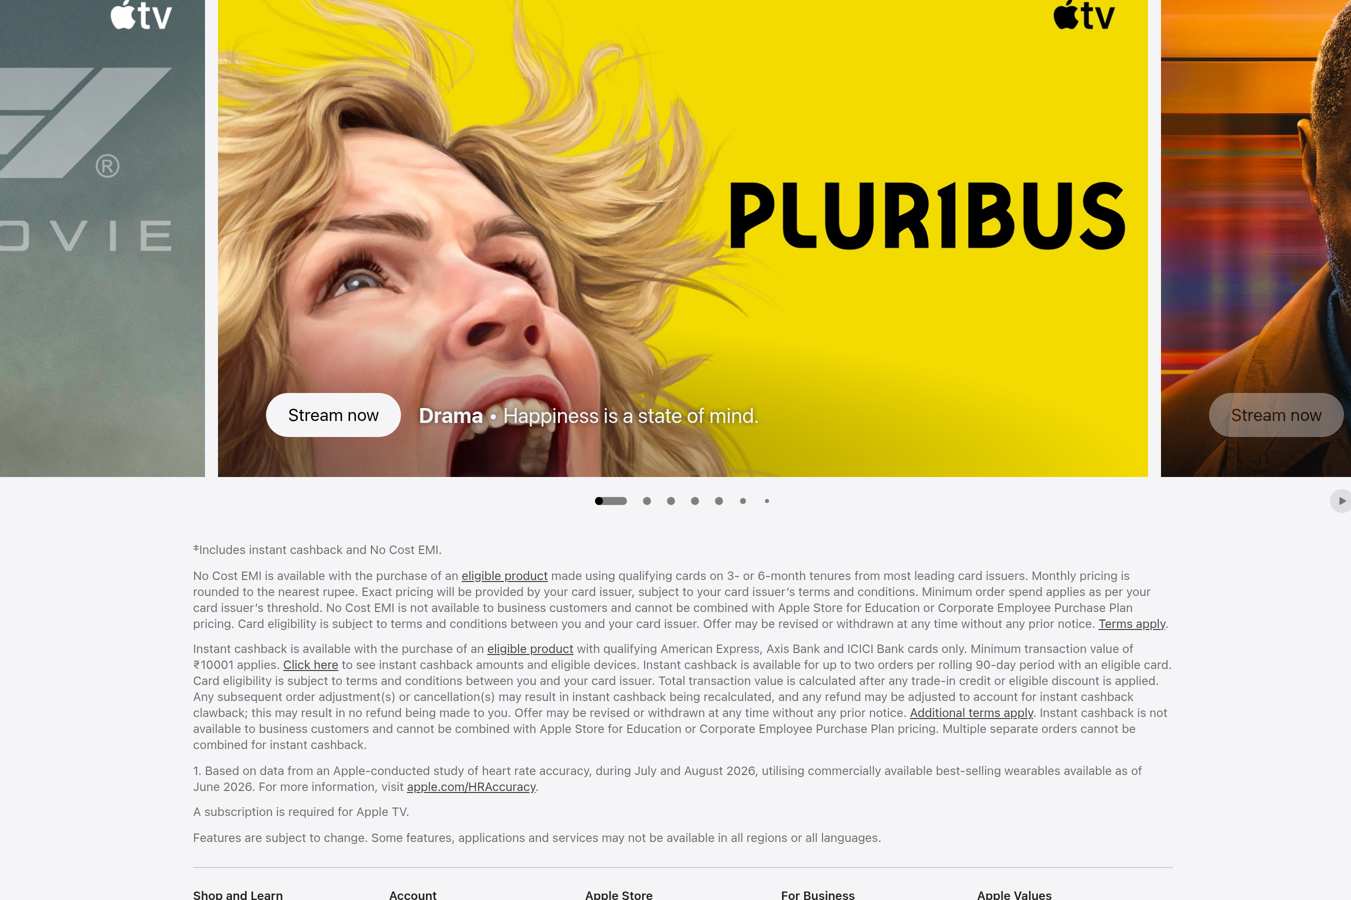 tv
®
OVIE
tv
PLUR1BUS
Stream now
Drama • Happiness is a state of mind.
Stream now
‡Includes instant cashback and No Cost EMI.
No Cost EMI is available with the purchase of an eligible product made using qualifying cards on 3- or 6-month tenures from most leading card issuers. Monthly pricing is
rounded to the nearest rupee. Exact pricing will be provided by your card issuer, subject to your card issuer's terms and conditions. Minimum order spend applies as per your
card issuer's threshold. No Cost EMI is not available to business customers and cannot be combined with Apple Store for Education or Corporate Employee Purchase Plan
pricing. Card eligibility is subject to terms and conditions between you and your card issuer. Offer may be revised or withdrawn at any time without any prior notice. Terms apply.
Instant cashback is available with the purchase of an eligible product with qualifying American Express, Axis Bank and ICICI Bank cards only. Minimum transaction value of
₹10001 applies. Click here to see instant cashback amounts and eligible devices. Instant cashback is available for up to two orders per rolling 90-day period with an eligible card.
Card eligibility is subject to terms and conditions between you and your card issuer. Total transaction value is calculated after any trade-in credit or eligible discount is applied.
Any subsequent order adjustment(s) or cancellation(s) may result in instant cashback being recalculated, and any refund may be adjusted to account for instant cashback
clawback; this may result in no refund being made to you. Offer may be revised or withdrawn at any time without any prior notice. Additional terms apply. Instant cashback is not
available to business customers and cannot be combined with Apple Store for Education or Corporate Employee Purchase Plan pricing. Multiple separate orders cannot be
combined for instant cashback.
1. Based on data from an Apple-conducted study of heart rate accuracy, during July and August 2026, utilising commercially available best-selling wearables available as of
June 2026. For more information, visit apple.com/HRAccuracy.
A subscription is required for Apple TV.
Features are subject to change. Some features, applications and services may not be available in all regions or all languages.
Shop and Learn
Account
Apple Store
For Business
Apple Values